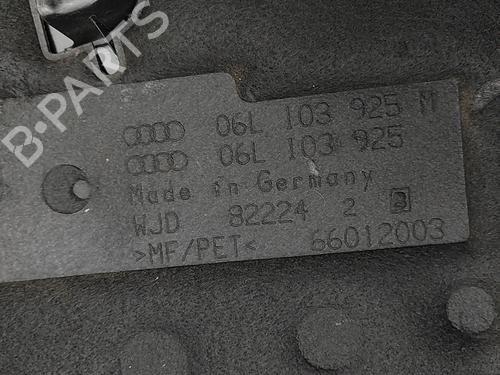 B-PARTS
06L 103 925 M
06L 103 925
Made in Germany
WJD 82224 2 B
>MF/PET< 66012003